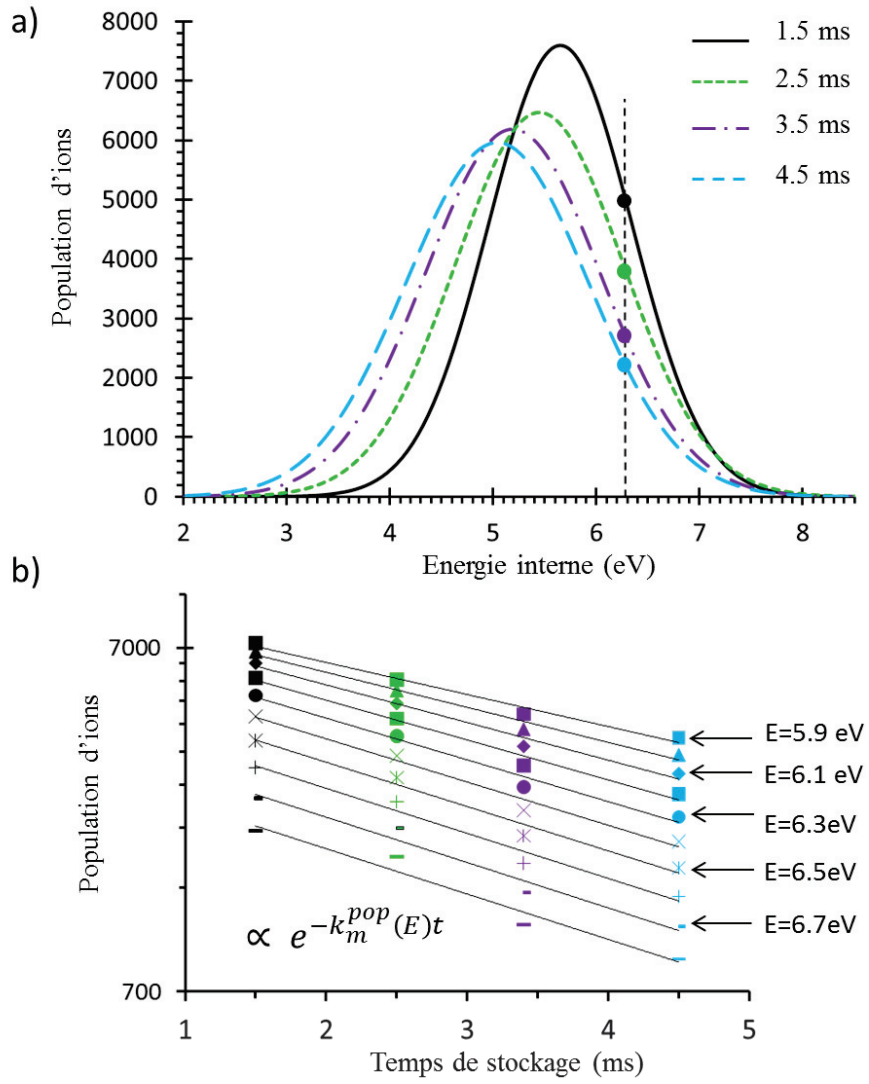 a)
8000
7000
6000
5000
4000
3000
2000
1000
0
Population d'ions
1.5 ms
2.5 ms
3.5 ms
4.5 ms
2 3 4 5 6 7 8
Energie interne (eV)
b)
7000
700
Population d'ions
E=5.9 eV
E=6.1 eV
E=6.3eV
E=6.5eV
E=6.7eV
∝ e^{-k_m^{pop}(E)t}
1 2 3 4 5
Temps de stockage (ms)